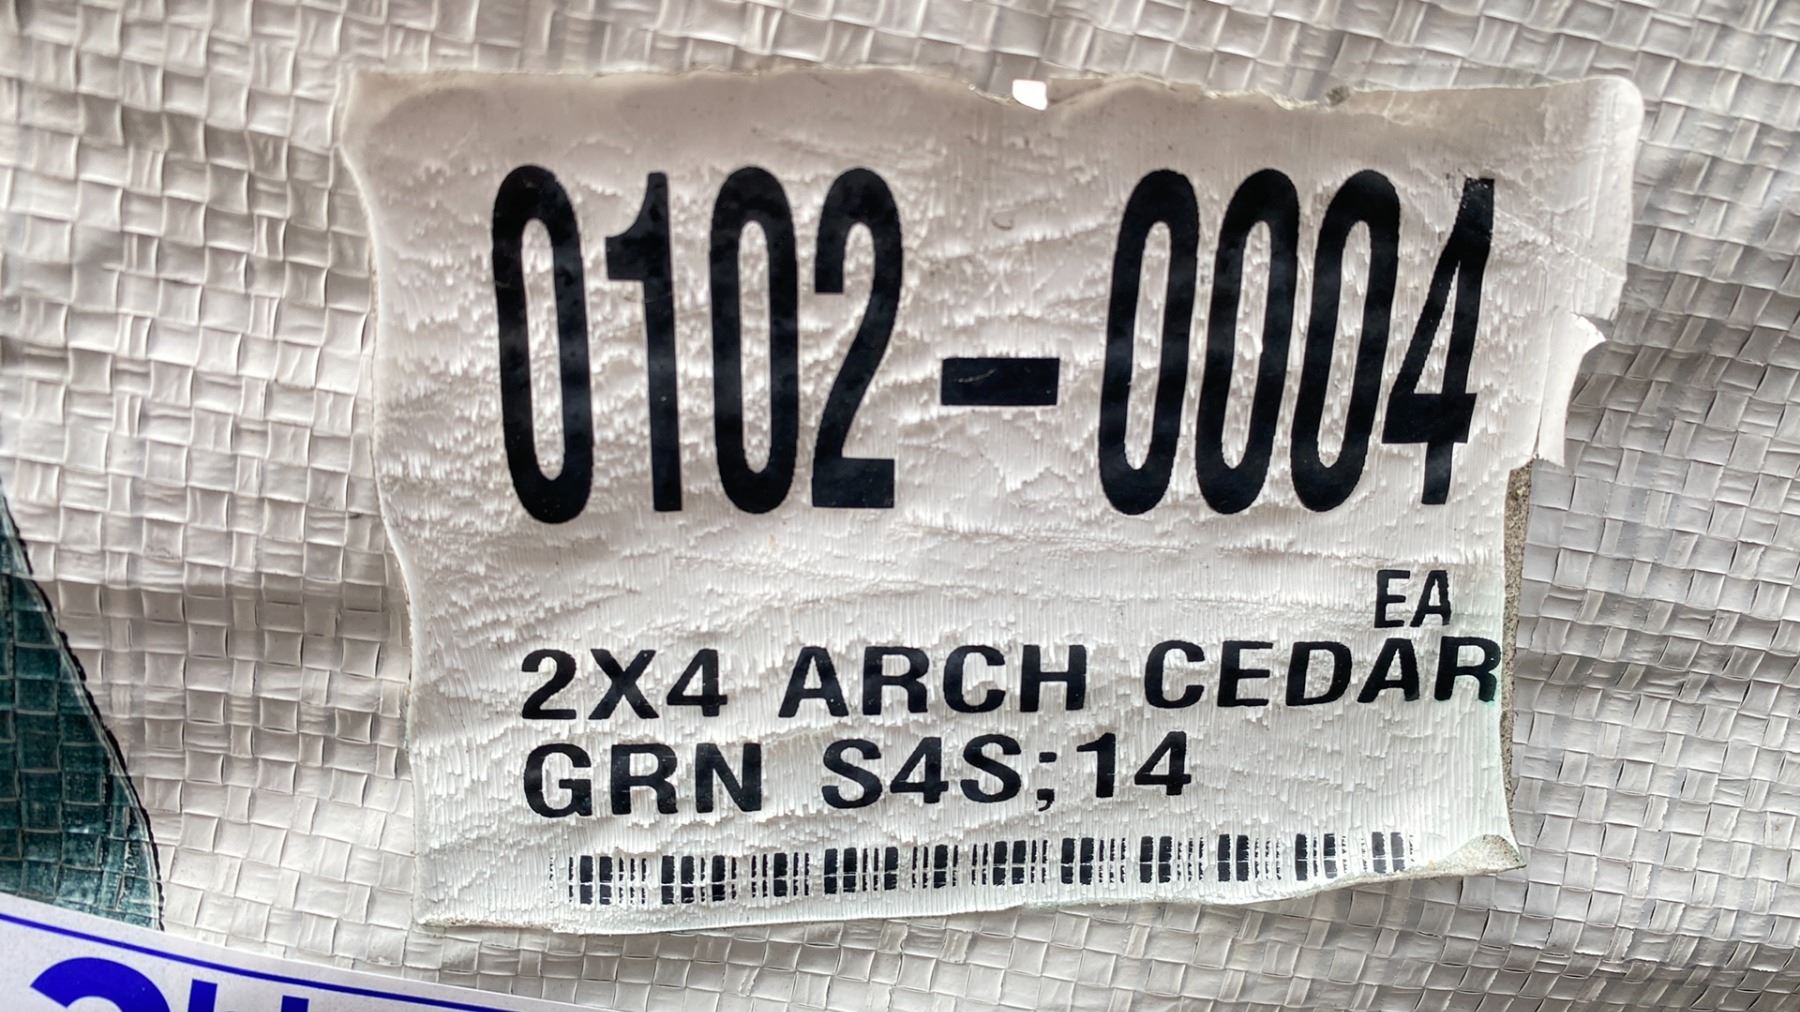 0102-0004
EA
2X4 ARCH CEDAR
GRN S4S;14